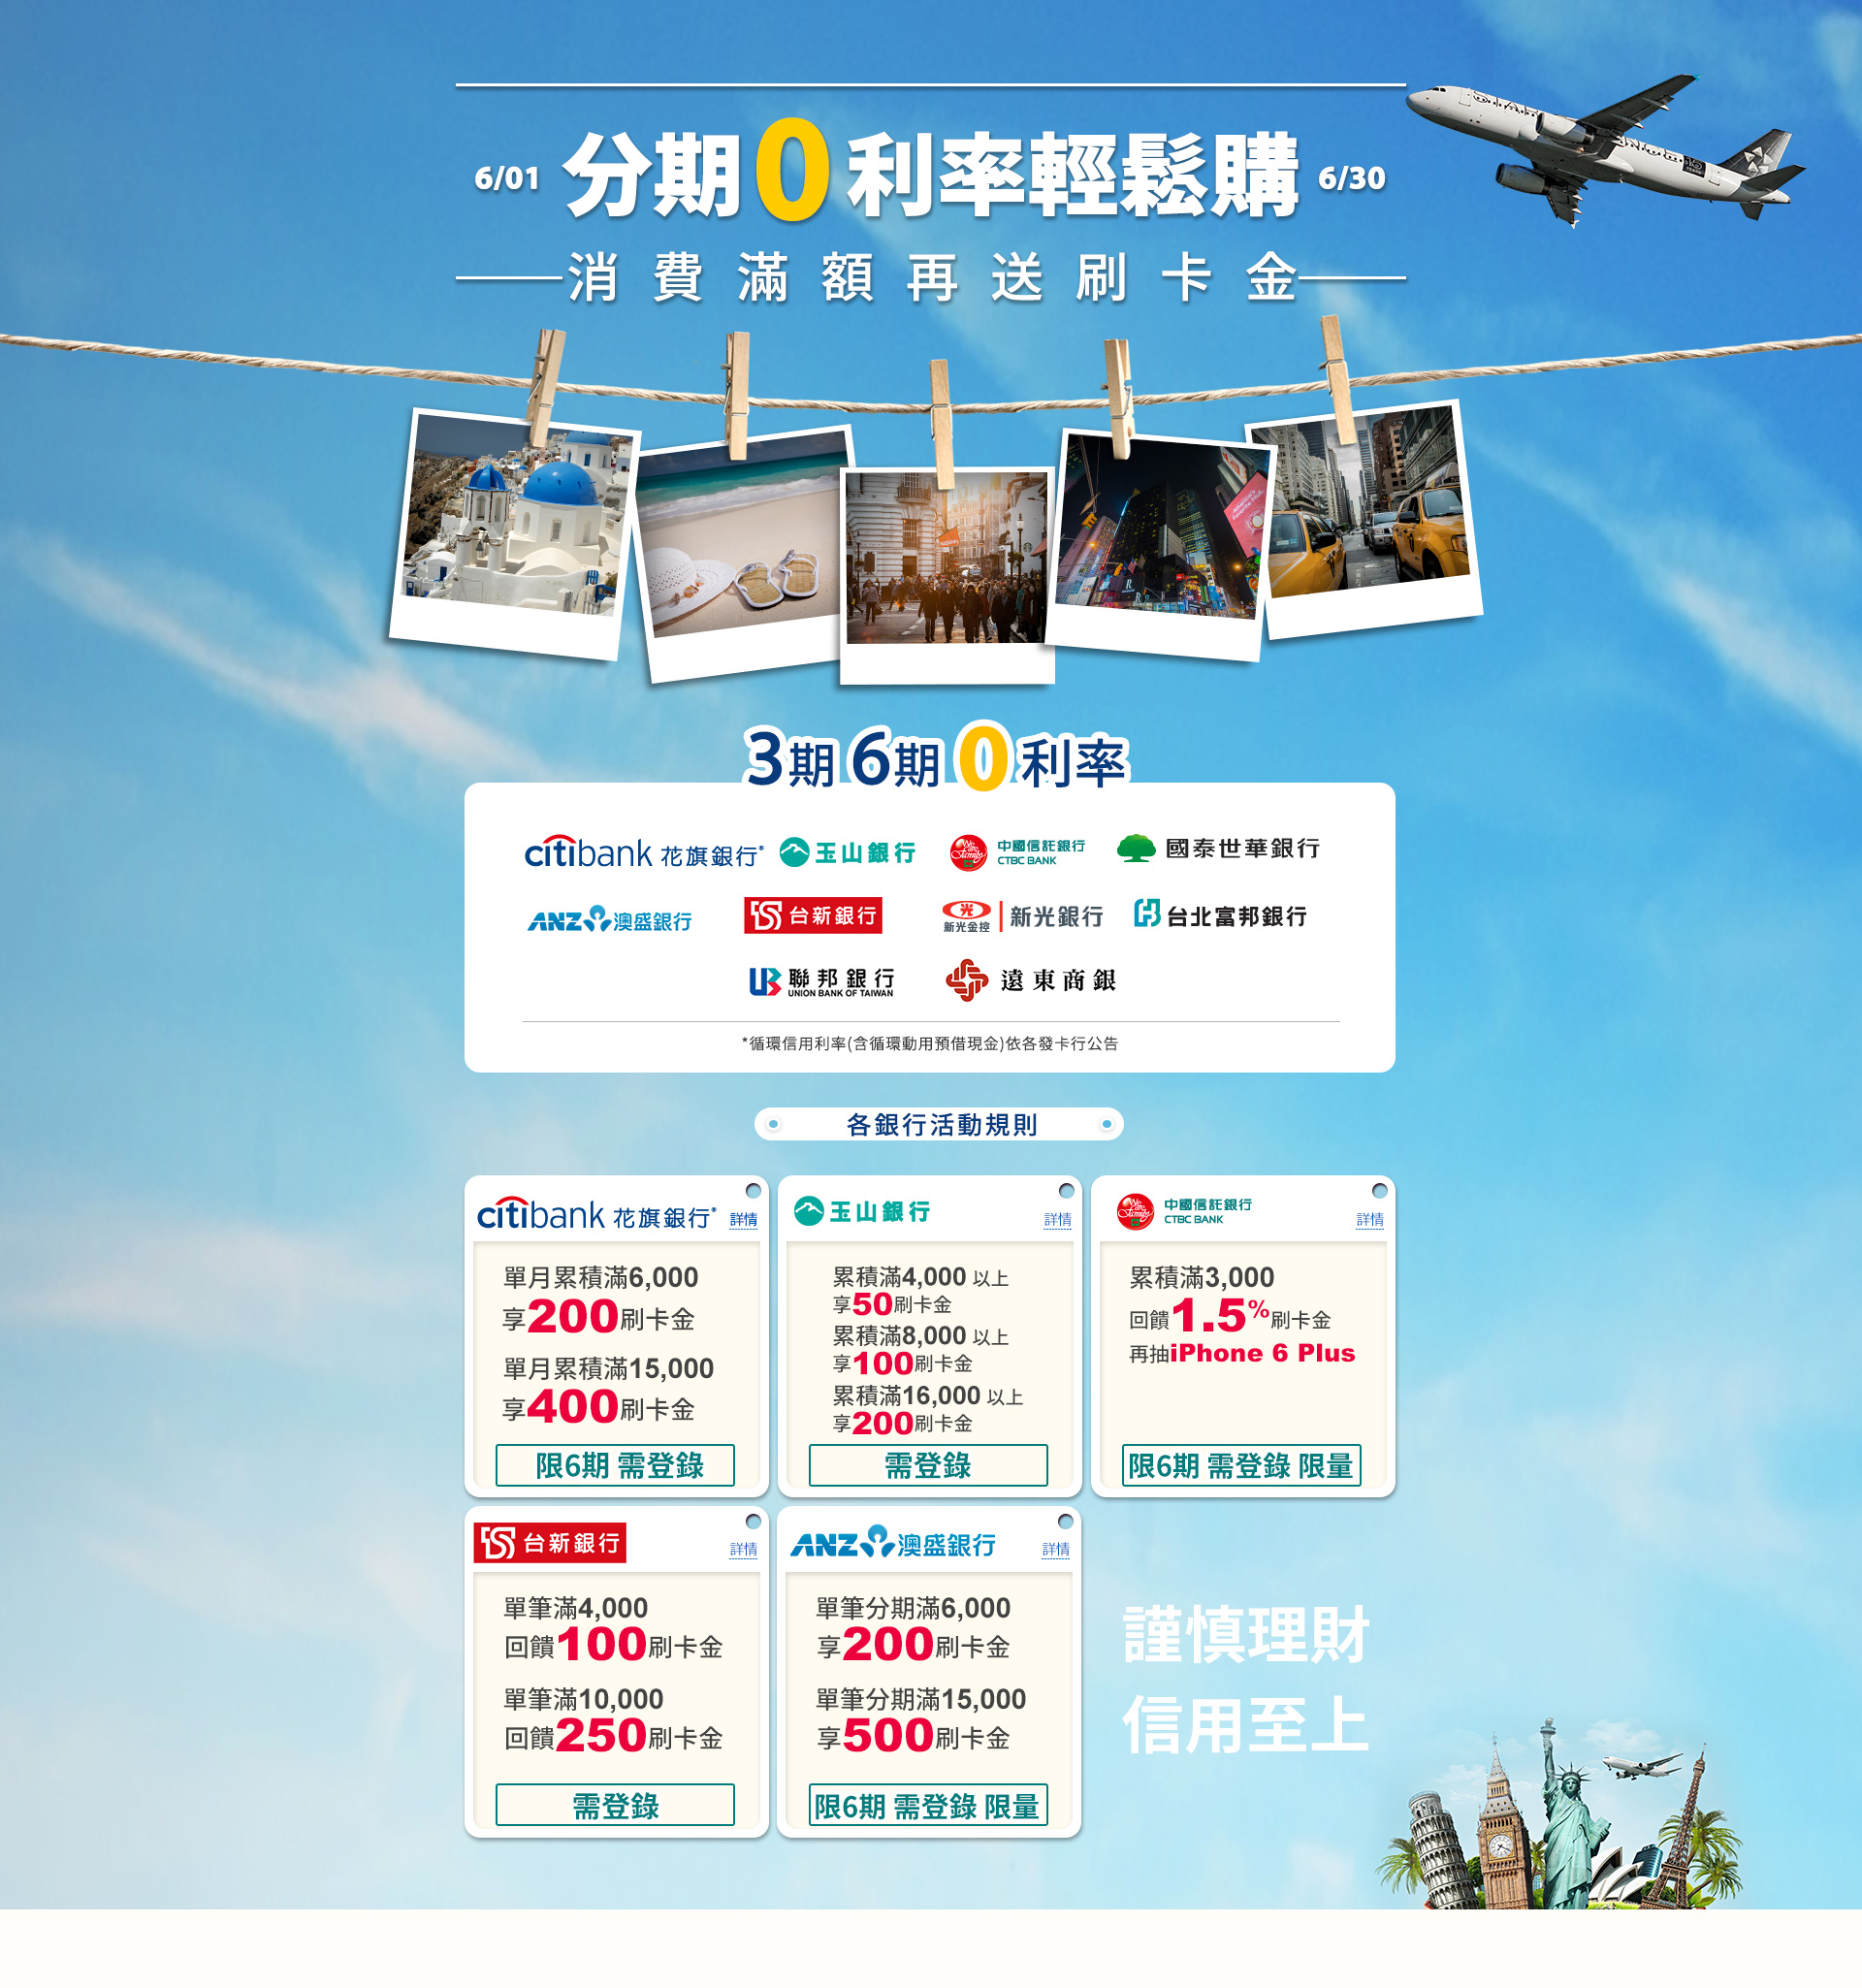 6/01 分期0利率輕鬆購 6/30
消費滿額再送刷卡金
3期6期0利率
citibank 花旗銀行 玉山銀行 We are family 中國信託銀行 CTBC BANK 國泰世華銀行
ANZ 澳盛銀行 台新銀行 光 新光金控 新光銀行 台北富邦銀行
聯邦銀行 UNION BANK OF TAIWAN 遠東商銀
*循環信用利率(含循環動用預借現金)依各發卡行公告
各銀行活動規則
citibank 花旗銀行 詳情
單月累積滿6,000
享200刷卡金
單月累積滿15,000
享400刷卡金
限6期 需登錄
玉山銀行 詳情
累積滿4,000 以上
享50刷卡金
累積滿8,000 以上
享100刷卡金
累積滿16,000 以上
享200刷卡金
需登錄
We are family 中國信託銀行 CTBC BANK 詳情
累積滿3,000
回饋1.5%刷卡金
再抽iPhone 6 Plus
限6期 需登錄 限量
台新銀行 詳情
單筆滿4,000
回饋100刷卡金
單筆滿10,000
回饋250刷卡金
需登錄
ANZ 澳盛銀行 詳情
單筆分期滿6,000
享200刷卡金
單筆分期滿15,000
享500刷卡金
限6期 需登錄 限量
謹慎理財
信用至上